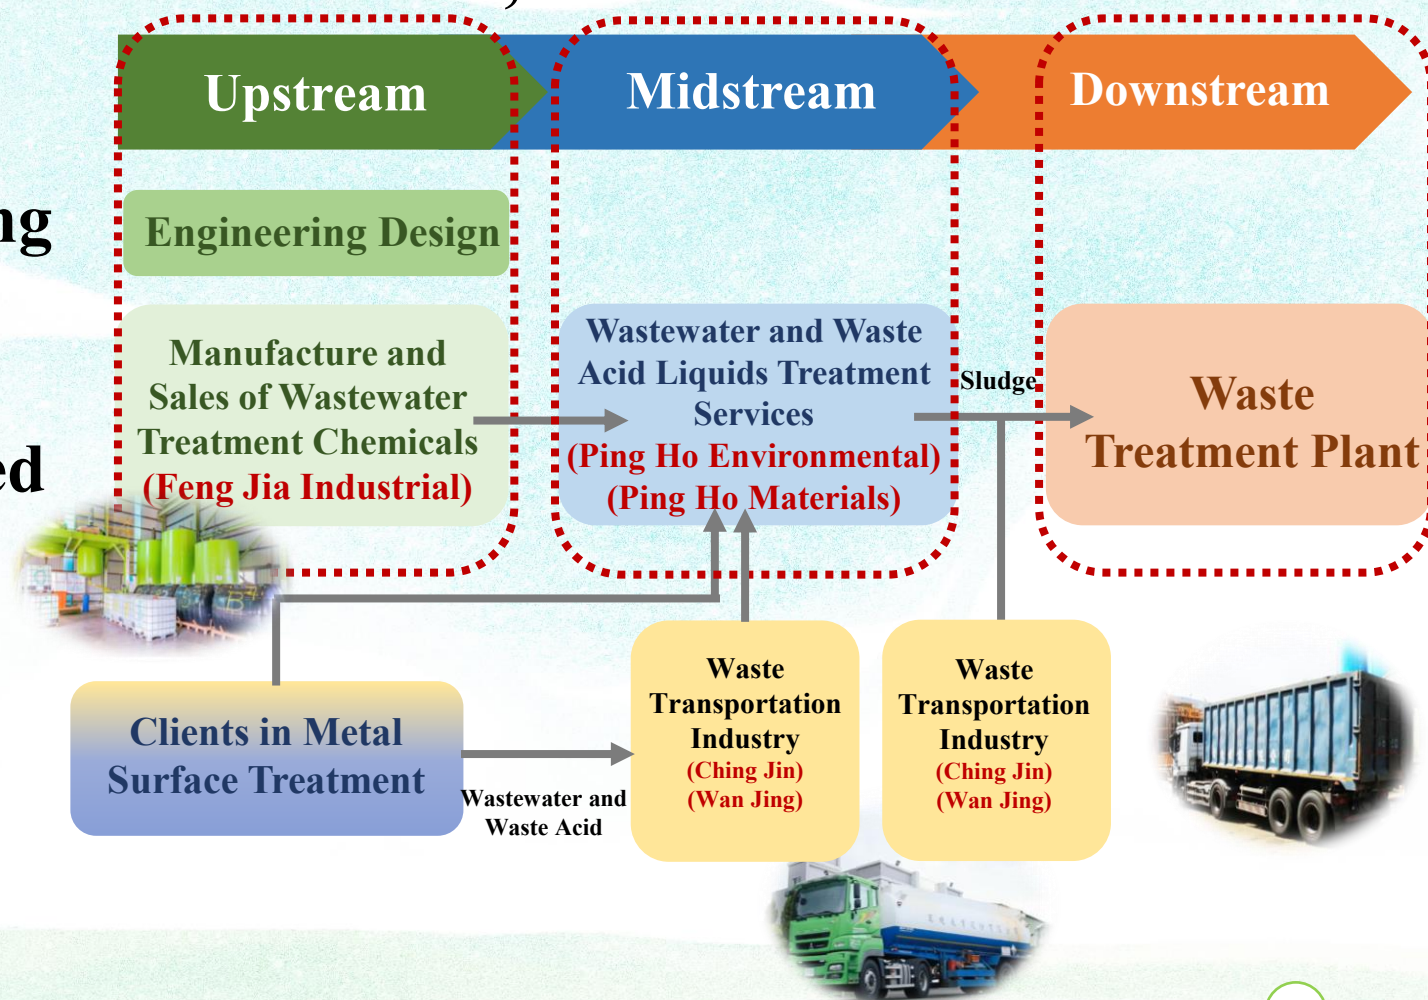 Upstream
Midstream
Downstream
ng
Engineering Design
Manufacture and
Sales of Wastewater
Treatment Chemicals
(Feng Jia Industrial)
Wastewater and Waste
Acid Liquids Treatment
Services
(Ping Ho Environmental)
(Ping Ho Materials)
Sludge
Waste
Treatment Plant
ed
Clients in Metal
Surface Treatment
Wastewater and
Waste Acid
Waste
Transportation
Industry
(Ching Jin)
(Wan Jing)
Waste
Transportation
Industry
(Ching Jin)
(Wan Jing)